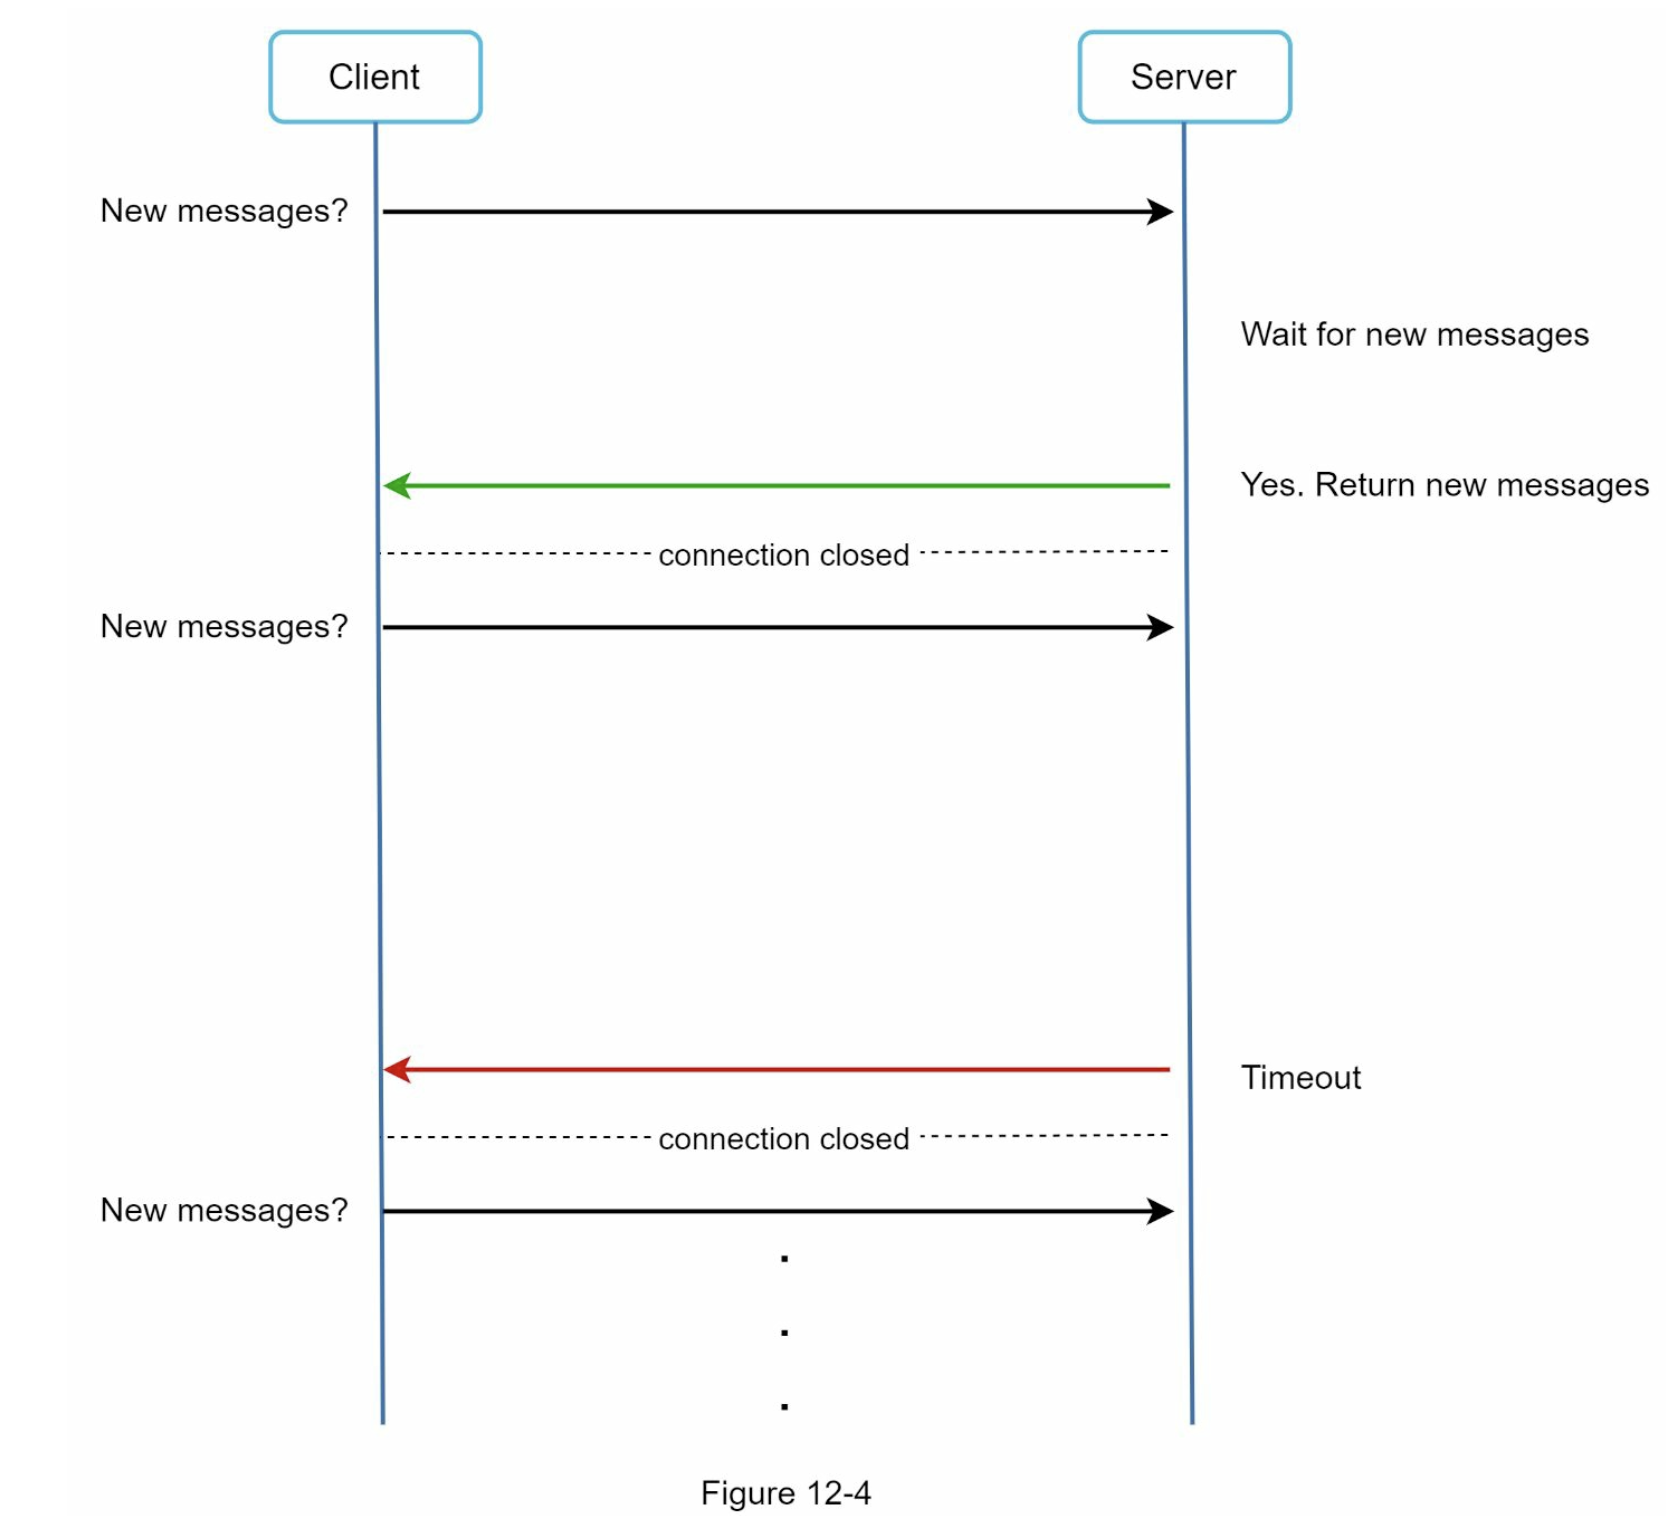 Client
Server
New messages?
Wait for new messages
Yes. Return new messages
connection closed
New messages?
Timeout
connection closed
New messages?
Figure 12-4